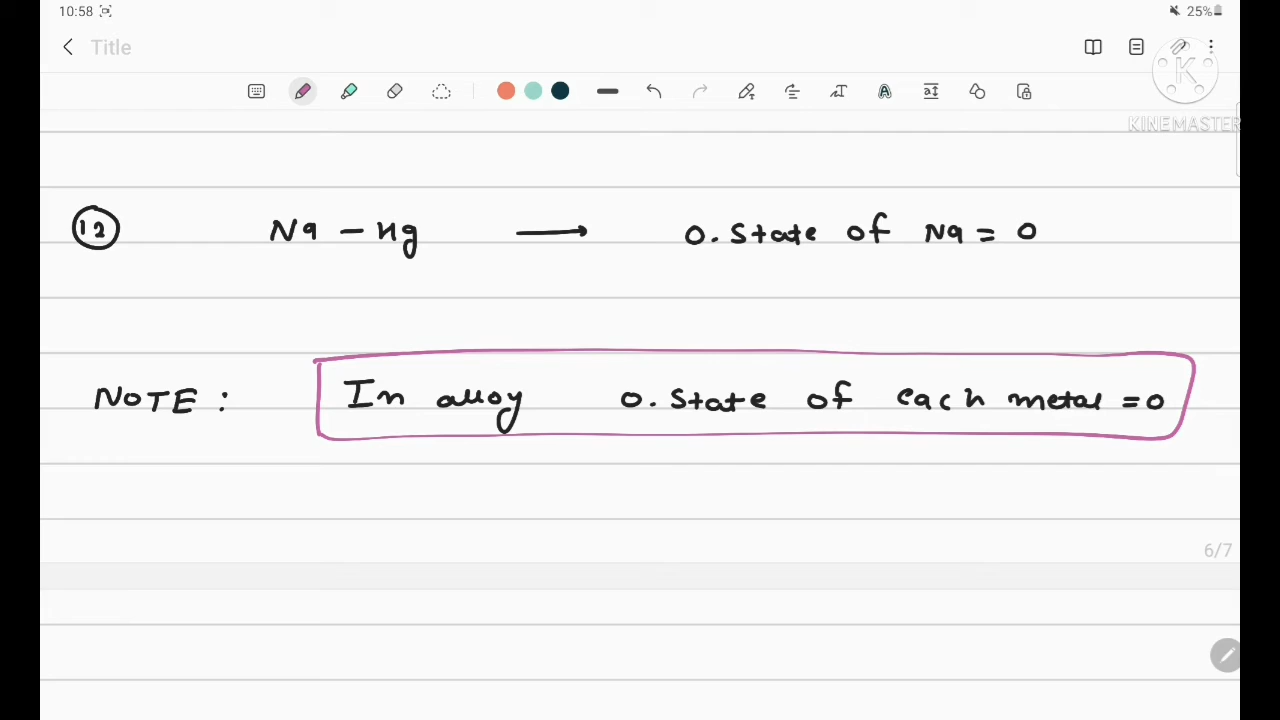 10:58 25%
Title
KINEMASTER
12 Na - Hg → O. State of Na = 0
NOTE : In alloy O. State of each metal = 0
6/7